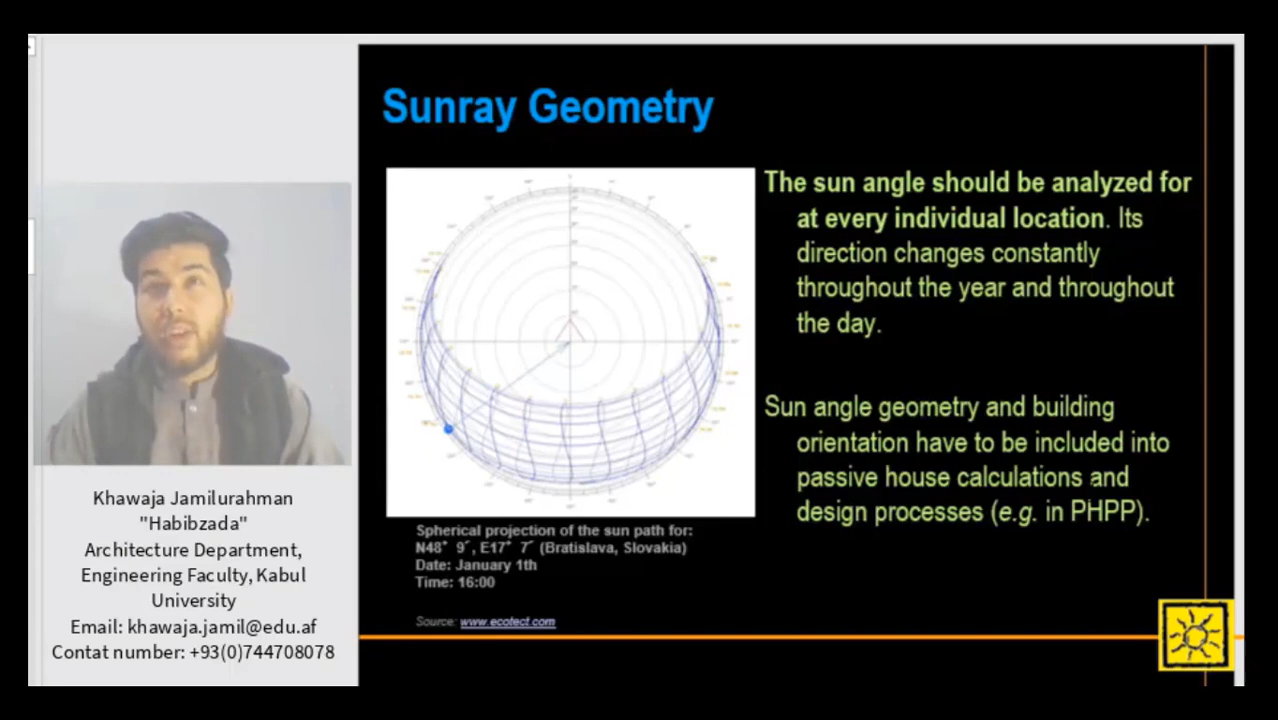 Sunray Geometry
The sun angle should be analyzed for
at every individual location. Its
direction changes constantly
throughout the year and throughout
the day.
Sun angle geometry and building
orientation have to be included into
passive house calculations and
design processes (e.g. in PHPP).
Spherical projection of the sun path for:
N48° 9´, E17° 7´ (Bratislava, Slovakia)
Date: January 1th
Time: 16:00
Source: www.ecotect.com
Khawaja Jamilurahman
"Habibzada"
Architecture Department,
Engineering Faculty, Kabul
University
Email: khawaja.jamil@edu.af
Contat number: +93(0)744708078